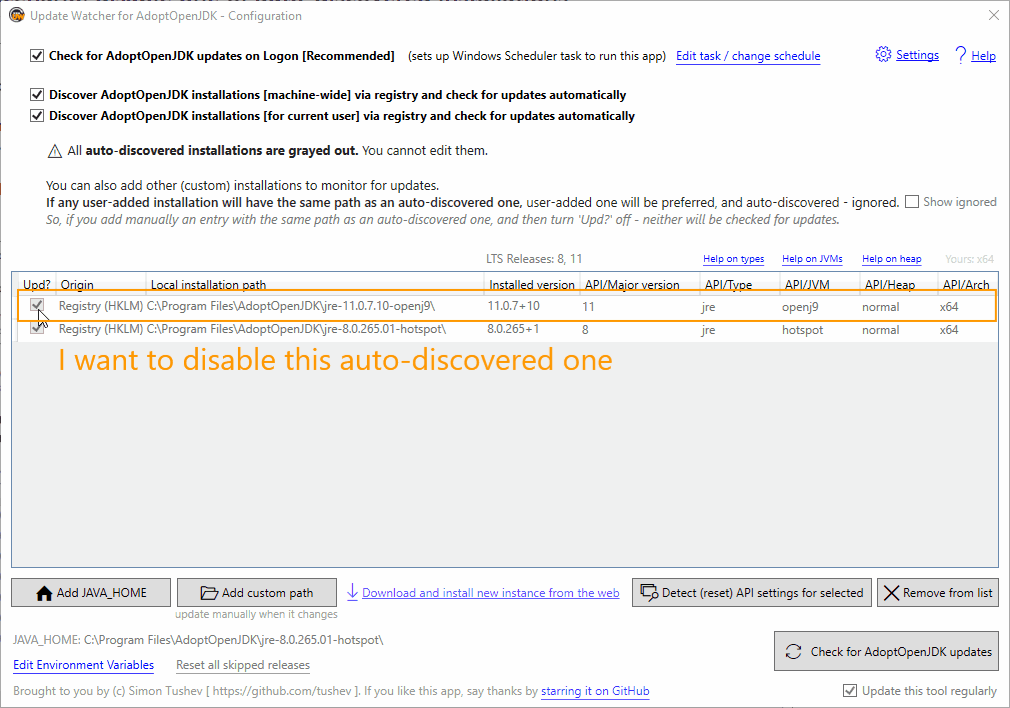 Update Watcher for AdoptOpenJDK - Configuration
Check for AdoptOpenJDK updates on Logon [Recommended] (sets up Windows Scheduler task to run this app) Edit task / change schedule Settings ? Help
Discover AdoptOpenJDK installations [machine-wide] via registry and check for updates automatically
Discover AdoptOpenJDK installations [for current user] via registry and check for updates automatically
All auto-discovered installations are grayed out. You cannot edit them.
You can also add other (custom) installations to monitor for updates.
If any user-added installation will have the same path as an auto-discovered one, user-added one will be preferred, and auto-discovered - ignored. Show ignored
So, if you add manually an entry with the same path as an auto-discovered one, and then turn 'Upd?' off - neither will be checked for updates.
LTS Releases: 8, 11 Help on types Help on JVMs Help on heap Yours: x64
Upd? Origin Local installation path Installed version API/Major version API/Type API/JVM API/Heap API/Arch
Registry (HKLM) C:\Program Files\AdoptOpenJDK\jre-11.0.7.10-openj9\ 11.0.7+10 11 jre openj9 normal x64
Registry (HKLM) C:\Program Files\AdoptOpenJDK\jre-8.0.265.01-hotspot\ 8.0.265+1 8 jre hotspot normal x64
I want to disable this auto-discovered one
Add JAVA_HOME Add custom path Download and install new instance from the web Detect (reset) API settings for selected Remove from list
update manually when it changes
JAVA_HOME: C:\Program Files\AdoptOpenJDK\jre-8.0.265.01-hotspot\
Check for AdoptOpenJDK updates
Edit Environment Variables Reset all skipped releases
Brought to you by (c) Simon Tushev [ https://github.com/tushev ]. If you like this app, say thanks by starring it on GitHub Update this tool regularly